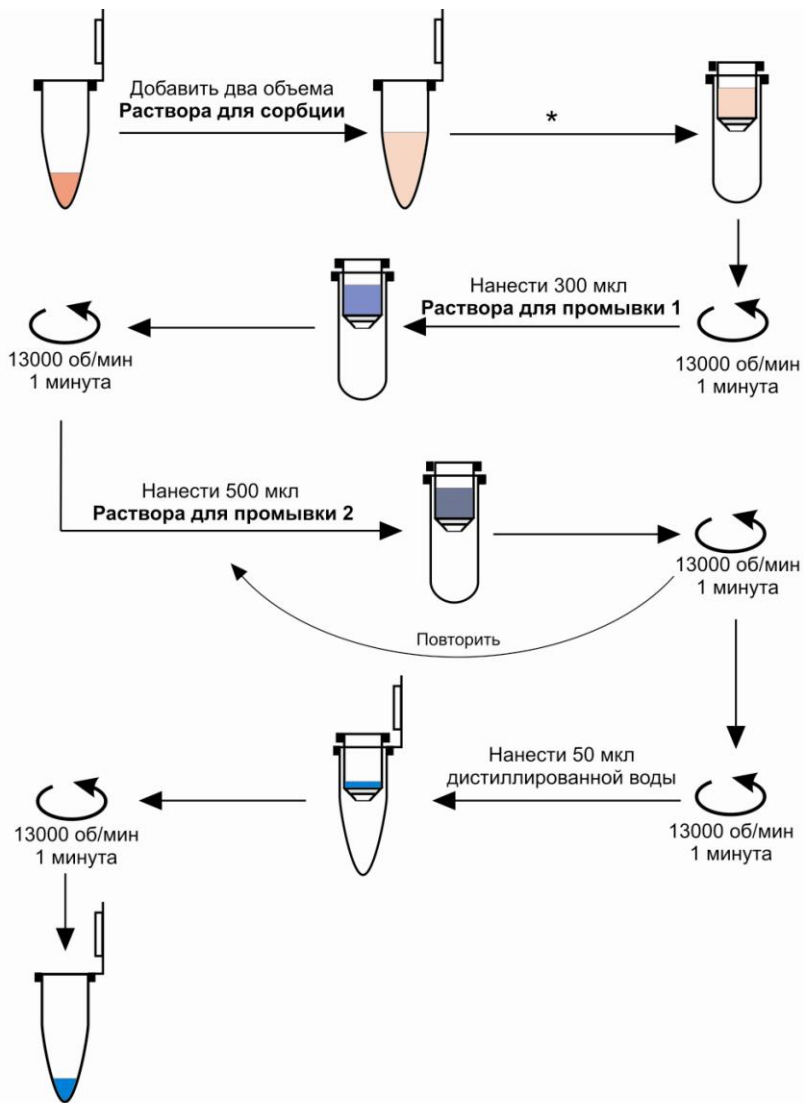 Добавить два объема
Раствора для сорбции
*
Нанести 300 мкл
Раствора для промывки 1
13000 об/мин
1 минута
13000 об/мин
1 минута
Нанести 500 мкл
Раствора для промывки 2
13000 об/мин
1 минута
Повторить
Нанести 50 мкл
дистиллированной воды
13000 об/мин
1 минута
13000 об/мин
1 минута